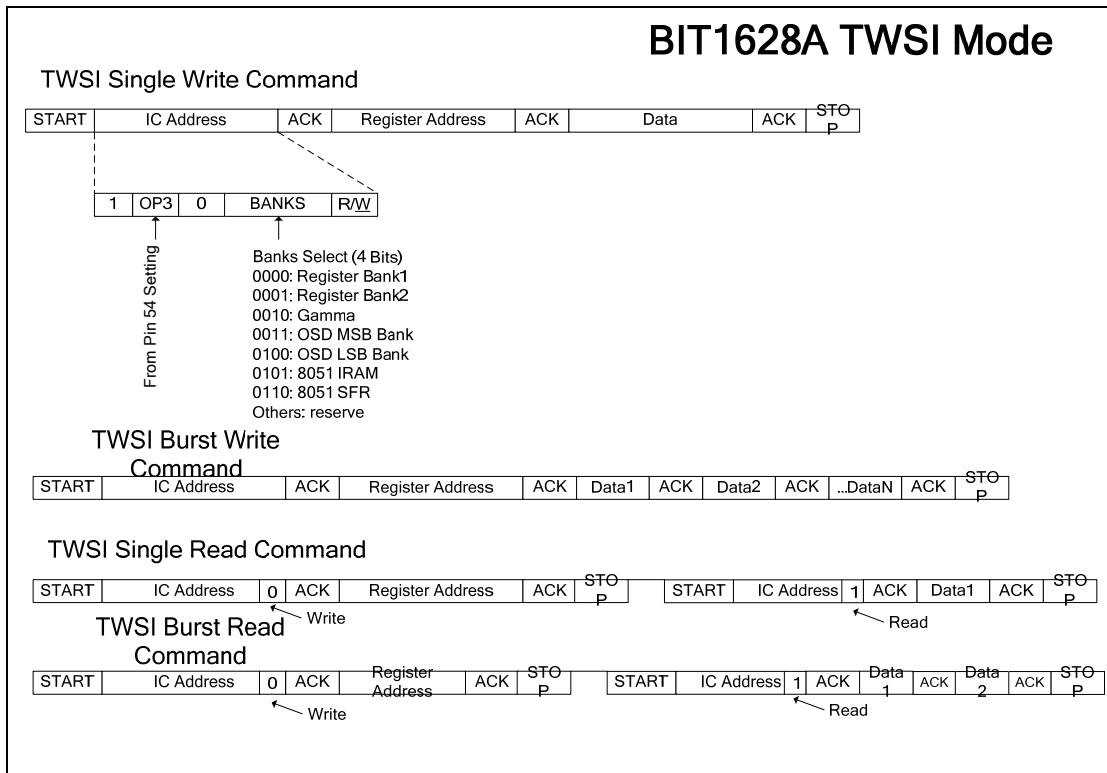 BIT1628A TWSI Mode
TWSI Single Write Command
START IC Address ACK Register Address ACK Data ACK STO
P
1 OP3 0 BANKS R/W
From Pin 54 Setting
Banks Select (4 Bits)
0000: Register Bank1
0001: Register Bank2
0010: Gamma
0011: OSD MSB Bank
0100: OSD LSB Bank
0101: 8051 IRAM
0110: 8051 SFR
Others: reserve
TWSI Burst Write
Command
START IC Address ACK Register Address ACK Data1 ACK Data2 ACK ...DataN ACK STO
P
TWSI Single Read Command
START IC Address 0 ACK Register Address ACK STO
P
START IC Address 1 ACK Data1 ACK STO
P
Write
Read
TWSI Burst Read
Command
START IC Address 0 ACK Register
Address ACK STO
P
START IC Address 1 ACK Data
1 ACK Data
2 ACK STO
P
Write
Read